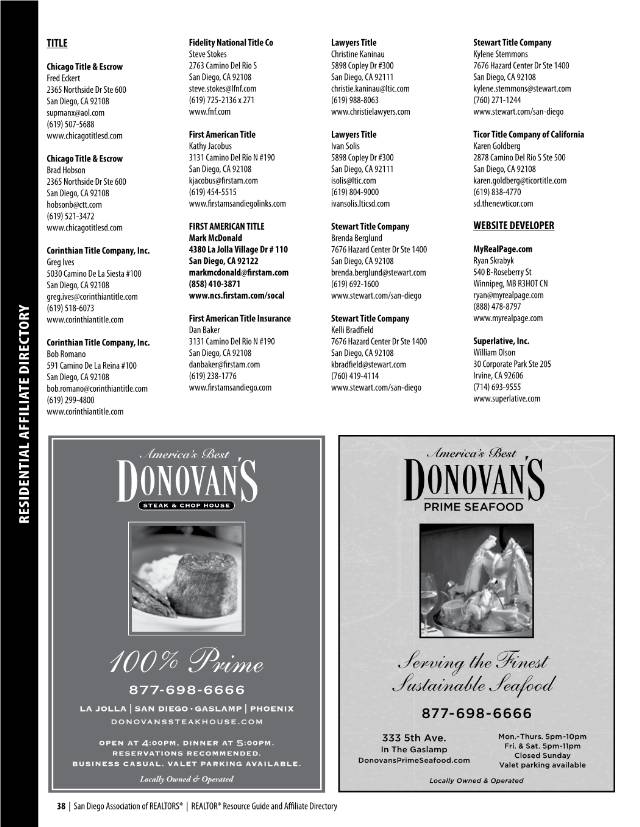 TITLE
Chicago Title & Escrow
Fred Eckert
2365 Northside Dr Ste 600
San Diego, CA 92108
supmanx@aol.com
(619) 507-5688
www.chicagotitlesd.com
Chicago Title & Escrow
Brad Hobson
2365 Northside Dr Ste 600
San Diego, CA 92108
hobsonb@ctt.com
(619) 521-3472
www.chicagotitlesd.com
Corinthian Title Company, Inc.
Greg Ives
5030 Camino De La Siesta #100
San Diego, CA 92108
greg.ives@corinthiantitle.com
(619) 518-6073
www.corinthiantitle.com
Corinthian Title Company, Inc.
Bob Romano
591 Camino De La Reina #100
San Diego, CA 92108
bob.romano@corinthiantitle.com
(619) 299-4800
www.corinthiantitle.com
Fidelity National Title Co
Steve Stokes
2763 Camino Del Rio S
San Diego, CA 92108
steve.stokes@lfnf.com
(619) 725-2136 x 271
www.fnf.com
First American Title
Kathy Jacobus
3131 Camino Del Rio N #190
San Diego, CA 92108
kjacobus@firstam.com
(619) 454-5515
www.firstamsandiegolinks.com
FIRST AMERICAN TITLE
Mark McDonald
4380 La Jolla Village Dr # 110
San Diego, CA 92122
markmcdonald@firstam.com
(858) 410-3871
www.ncs.firstam.com/socal
First American Title Insurance
Dan Baker
3131 Camino Del Rio N #190
San Diego, CA 92108
danbaker@firstam.com
(619) 238-1776
www.firstamsandiego.com
Lawyers Title
Christine Kaninau
5898 Copley Dr #300
San Diego, CA 92111
christie.kaninau@ltic.com
(619) 988-8063
www.christielawyers.com
Lawyers Title
Ivan Solis
5898 Copley Dr #300
San Diego, CA 92111
isolis@ltic.com
(619) 804-9000
ivansolis.lticsd.com
Stewart Title Company
Brenda Berglund
7676 Hazard Center Dr Ste 1400
San Diego, CA 92108
brenda.berglund@stewart.com
(619) 692-1600
www.stewart.com/san-diego
Stewart Title Company
Kelli Bradfield
7676 Hazard Center Dr Ste 1400
San Diego, CA 92108
kbradfield@stewart.com
(760) 419-4114
www.stewart.com/san-diego
Stewart Title Company
Kylene Stemmons
7676 Hazard Center Dr Ste 1400
San Diego, CA 92108
kylene.stemmons@stewart.com
(760) 271-1244
www.stewart.com/san-diego
Ticor Title Company of California
Karen Goldberg
2878 Camino Del Rio S Ste 500
San Diego, CA 92108
karen.goldberg@ticortitle.com
(619) 838-4770
sd.thenewticor.com
WEBSITE DEVELOPER
MyRealPage.com
Ryan Skrabyk
540 B-Roseberry St
Winnipeg, MB R3HOT CN
ryan@myrealpage.com
(888) 478-8797
www.myrealpage.com
Superlative, Inc.
William Olson
30 Corporate Park Ste 205
Irvine, CA 92606
(714) 693-9555
www.superlative.com
RESIDENTIAL AFFILIATE DIRECTORY
America's Best
DONOVAN'S
STEAK & CHOP HOUSE
100% Prime
877-698-6666
LA JOLLA | SAN DIEGO · GASLAMP | PHOENIX
DONOVANSSTEAKHOUSE.COM
OPEN AT 4:00PM. DINNER AT 5:00PM.
RESERVATIONS RECOMMENDED.
BUSINESS CASUAL. VALET PARKING AVAILABLE.
Locally Owned & Operated
America's Best
DONOVAN'S
PRIME SEAFOOD
Serving the Finest
Sustainable Seafood
877-698-6666
333 5th Ave.
In The Gaslamp
DonovansPrimeSeafood.com
Mon.-Thurs. 5pm-10pm
Fri. & Sat. 5pm-11pm
Closed Sunday
Valet parking available
Locally Owned & Operated
38 | San Diego Association of REALTORS® | REALTOR® Resource Guide and Affiliate Directory